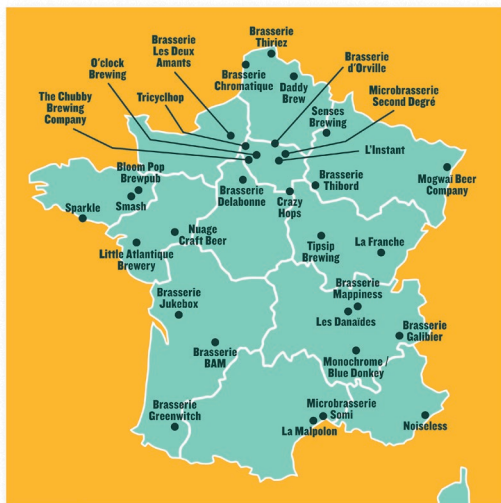 Brasserie
Thiriez
Brasserie
Les Deux
Amants
O'clock
Brewing
Brasserie
d'Orville
Brasserie
Chromatique
Daddy
Brew
Microbrasserie
Second Degré
The Chubby
Brewing
Company
Tricyclhop
Senses
Brewing
L'Instant
Bloom Pop
Brewpub
Smash
Sparkle
Brasserie
Delabonne
Crazy
Hops
Brasserie
Thibord
Mogwaï Beer
Company
Nuage
Craft Beer
Little Atlantique
Brewery
Tipsip
Brewing
La Franche
Brasserie
Jukebox
Brasserie
Mappiness
Les Danaïdes
Brasserie
Galibier
Brasserie
BAM
Monochrome /
Blue Donkey
Brasserie
Greenwitch
Microbrasserie
Somi
La Malpolon
Noiseless